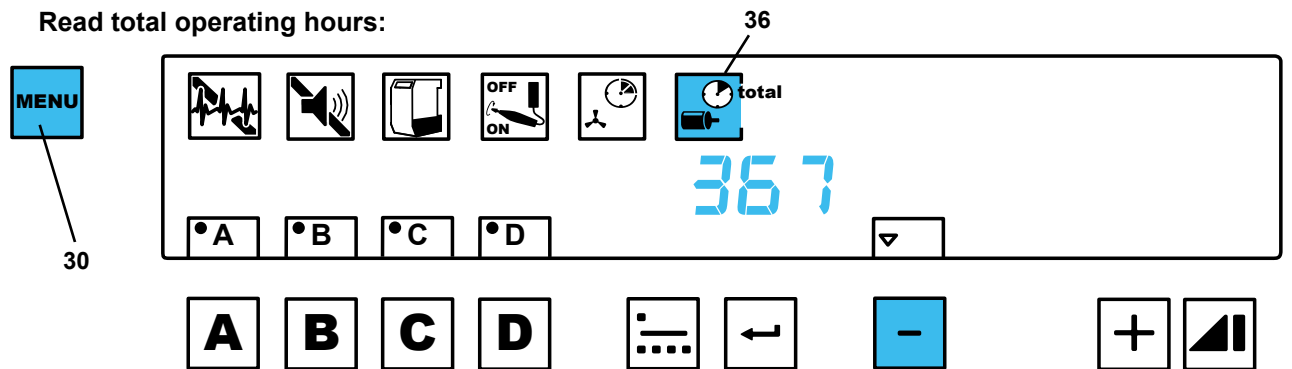 Read total operating hours:
36
MENU
OFF
ON
total
367
A B C D
30
A B C D - +